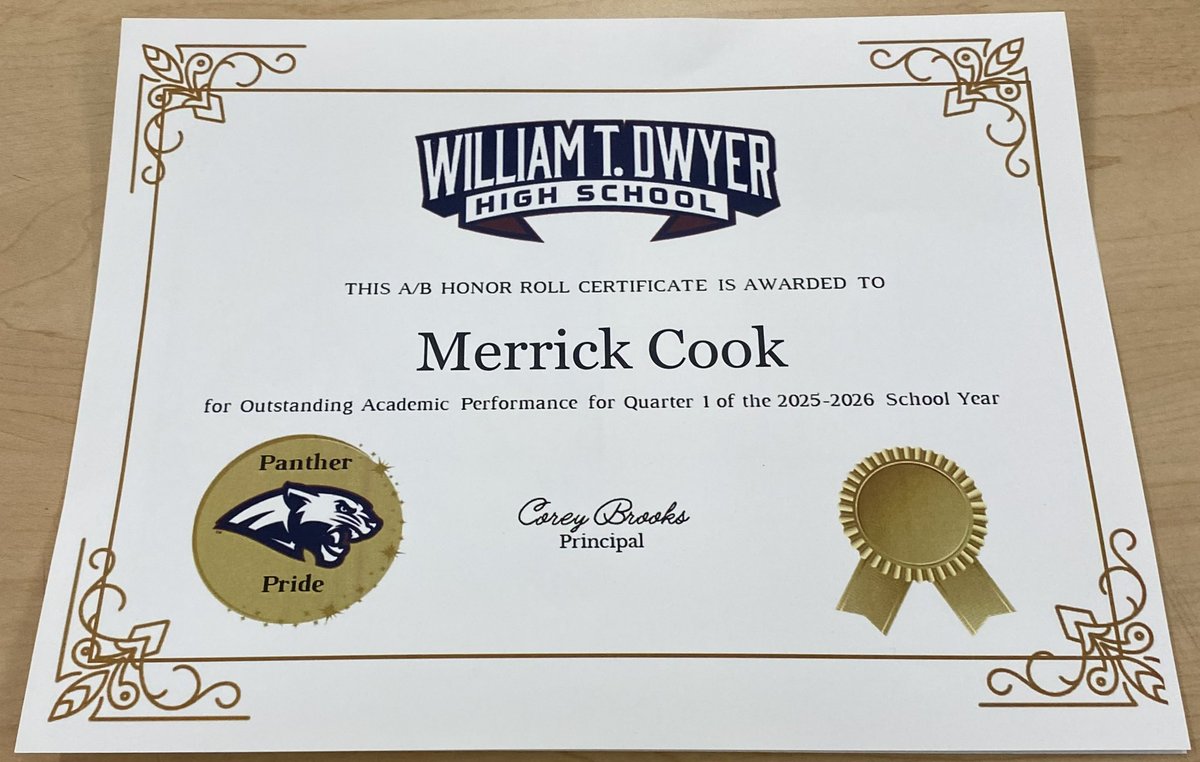 WILLIAM T. DWYER
HIGH SCHOOL
THIS A/B HONOR ROLL CERTIFICATE IS AWARDED TO
Merrick Cook
for Outstanding Academic Performance for Quarter 1 of the 2025-2026 School Year
Panther
Pride
Corey Brooks
Principal